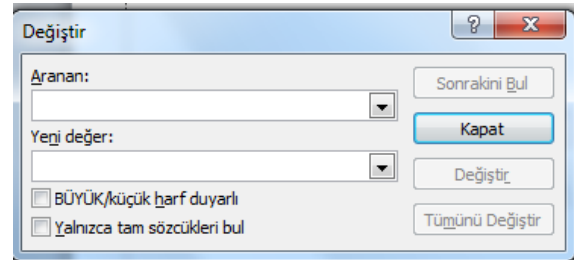 Değiştir
Aranan:
Sonrakini Bul
Kapat
Yeni değer:
Değiştir
BÜYÜK/küçük harf duyarlı
Yalnızca tam sözcükleri bul
Tümünü Değiştir